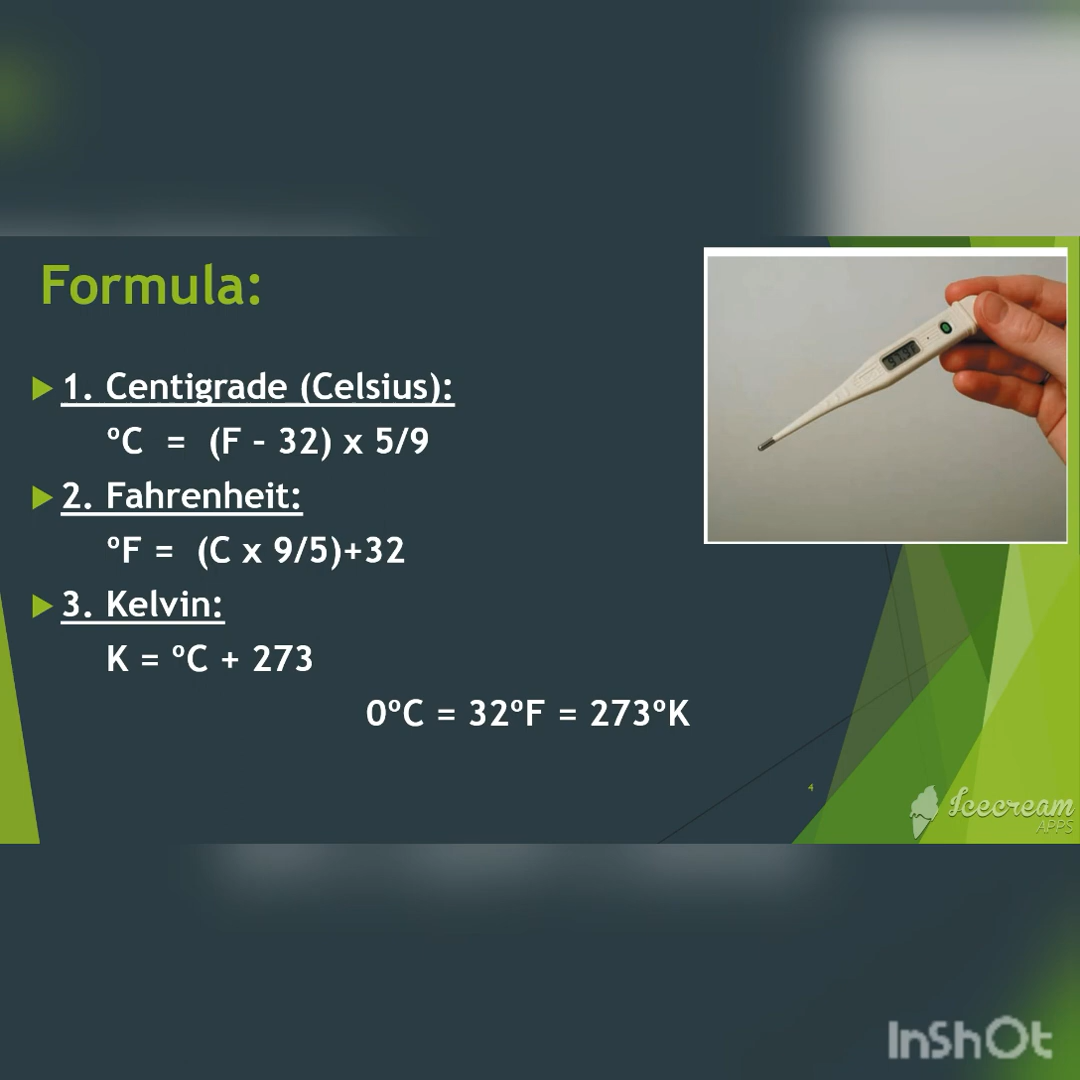 Formula:
1. Centigrade (Celsius):
ºC = (F – 32) x 5/9
2. Fahrenheit:
ºF = (C x 9/5)+32
3. Kelvin:
K = ºC + 273
0ºC = 32ºF = 273ºK
4
Icecream
APPS
InShOt